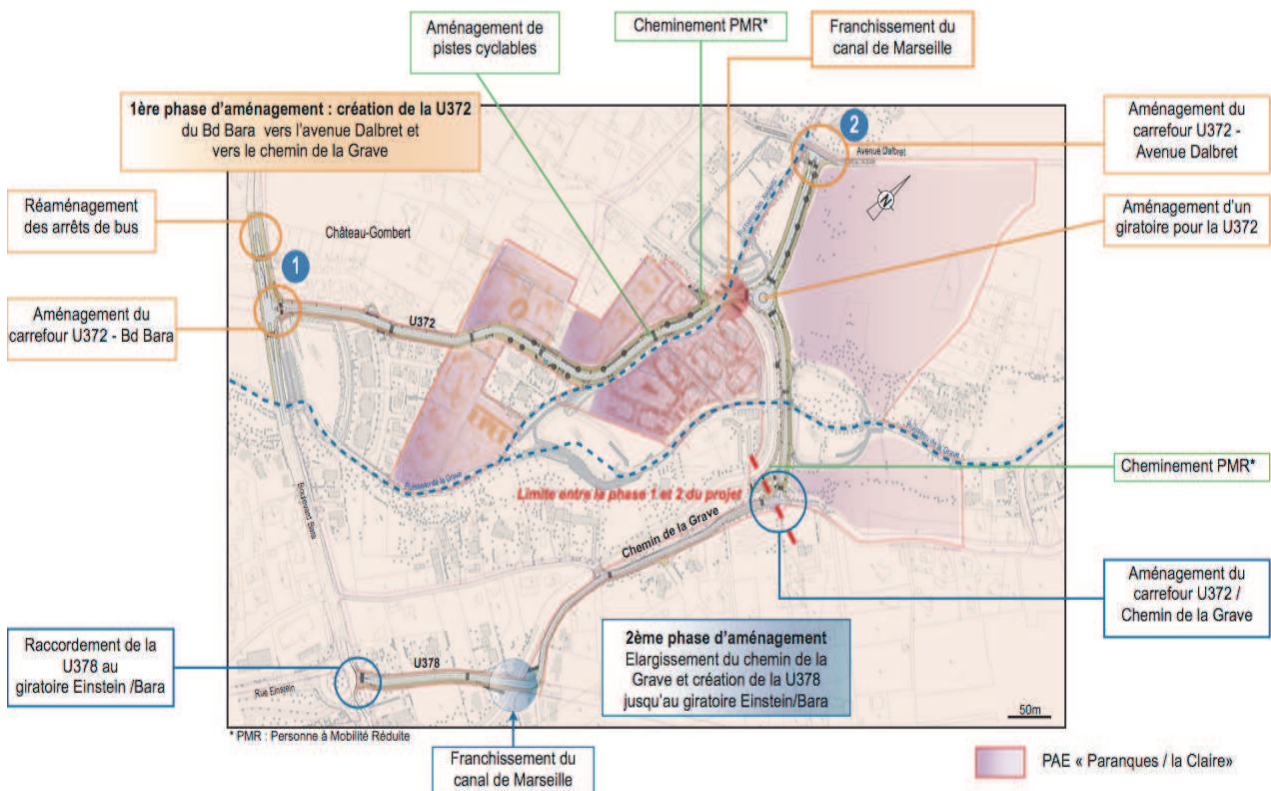 Aménagement de
pistes cyclables
Cheminement PMR*
Franchissement du
canal de Marseille
1ère phase d'aménagement : création de la U372
du Bd Bara vers l'avenue Dalbret et
vers le chemin de la Grave
Aménagement du
carrefour U372 -
Avenue Dalbret
2
Avenue Dalbret
N
Réaménagement
des arrêts de bus
Château-Gombert
Aménagement d'un
giratoire pour la U372
1
Aménagement du
carrefour U372 - Bd Bara
U372
Ruisseau de la Grave
Cheminement PMR*
Limite entre la phase 1 et 2 du projet
Boulevard Bara
Chemin de la Grave
Aménagement du
carrefour U372 /
Chemin de la Grave
Raccordement de la
U378 au
giratoire Einstein /Bara
2ème phase d'aménagement
Elargissement du chemin de la
Grave et création de la U378
jusqu'au giratoire Einstein/Bara
U378
Rue Einstein
50m
* PMR : Personne à Mobilité Réduite
Franchissement du
canal de Marseille
PAE « Paranques / la Claire»